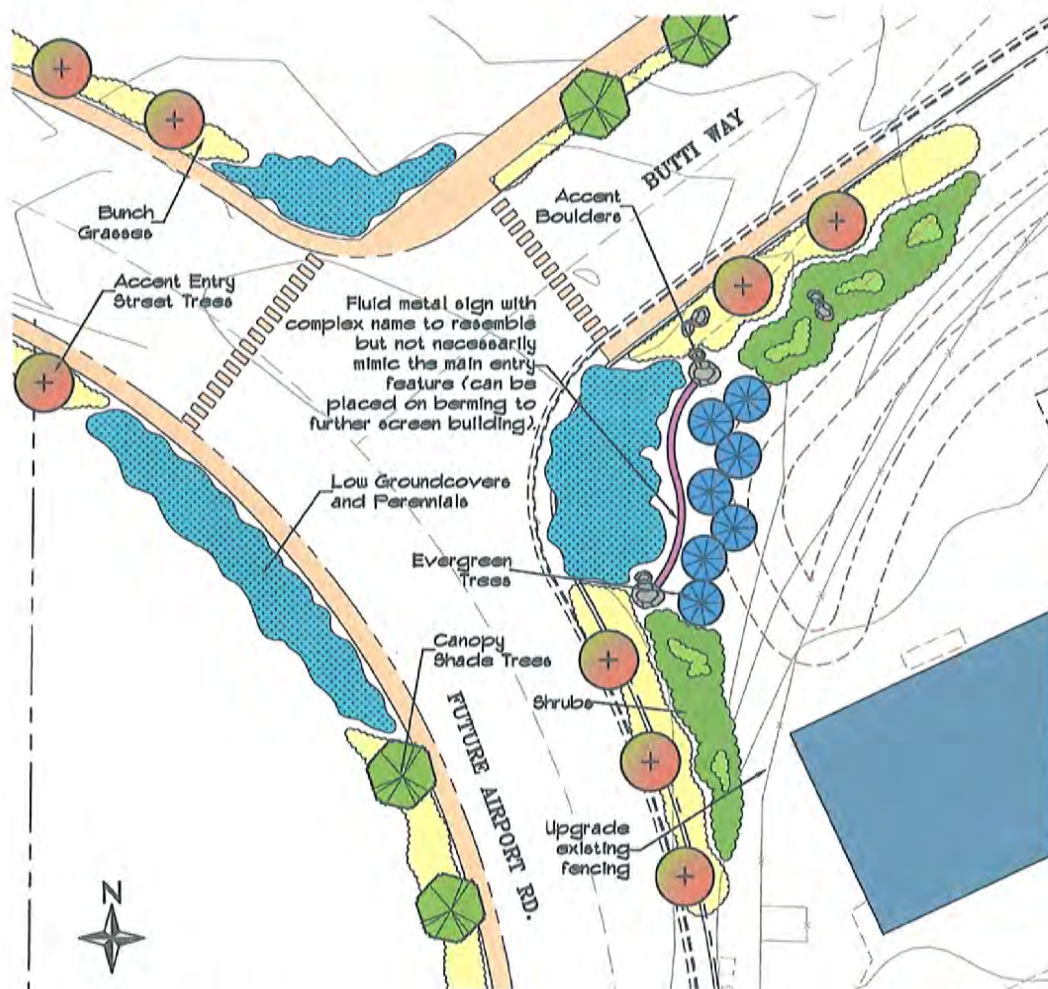 BUTTI WAY
Bunch
Grasses
Accent
Boulders
Accent Entry
Street Trees
Fluid metal sign with
complex name to resemble
but not necessarily
mimic the main entry
feature (can be
placed on berming to
further screen building).
Low Groundcovers
and Perennials
Evergreen
Trees
Canopy
Shade Trees
Shrubs
FUTURE AIRPORT RD.
Upgrade
existing
fencing
N